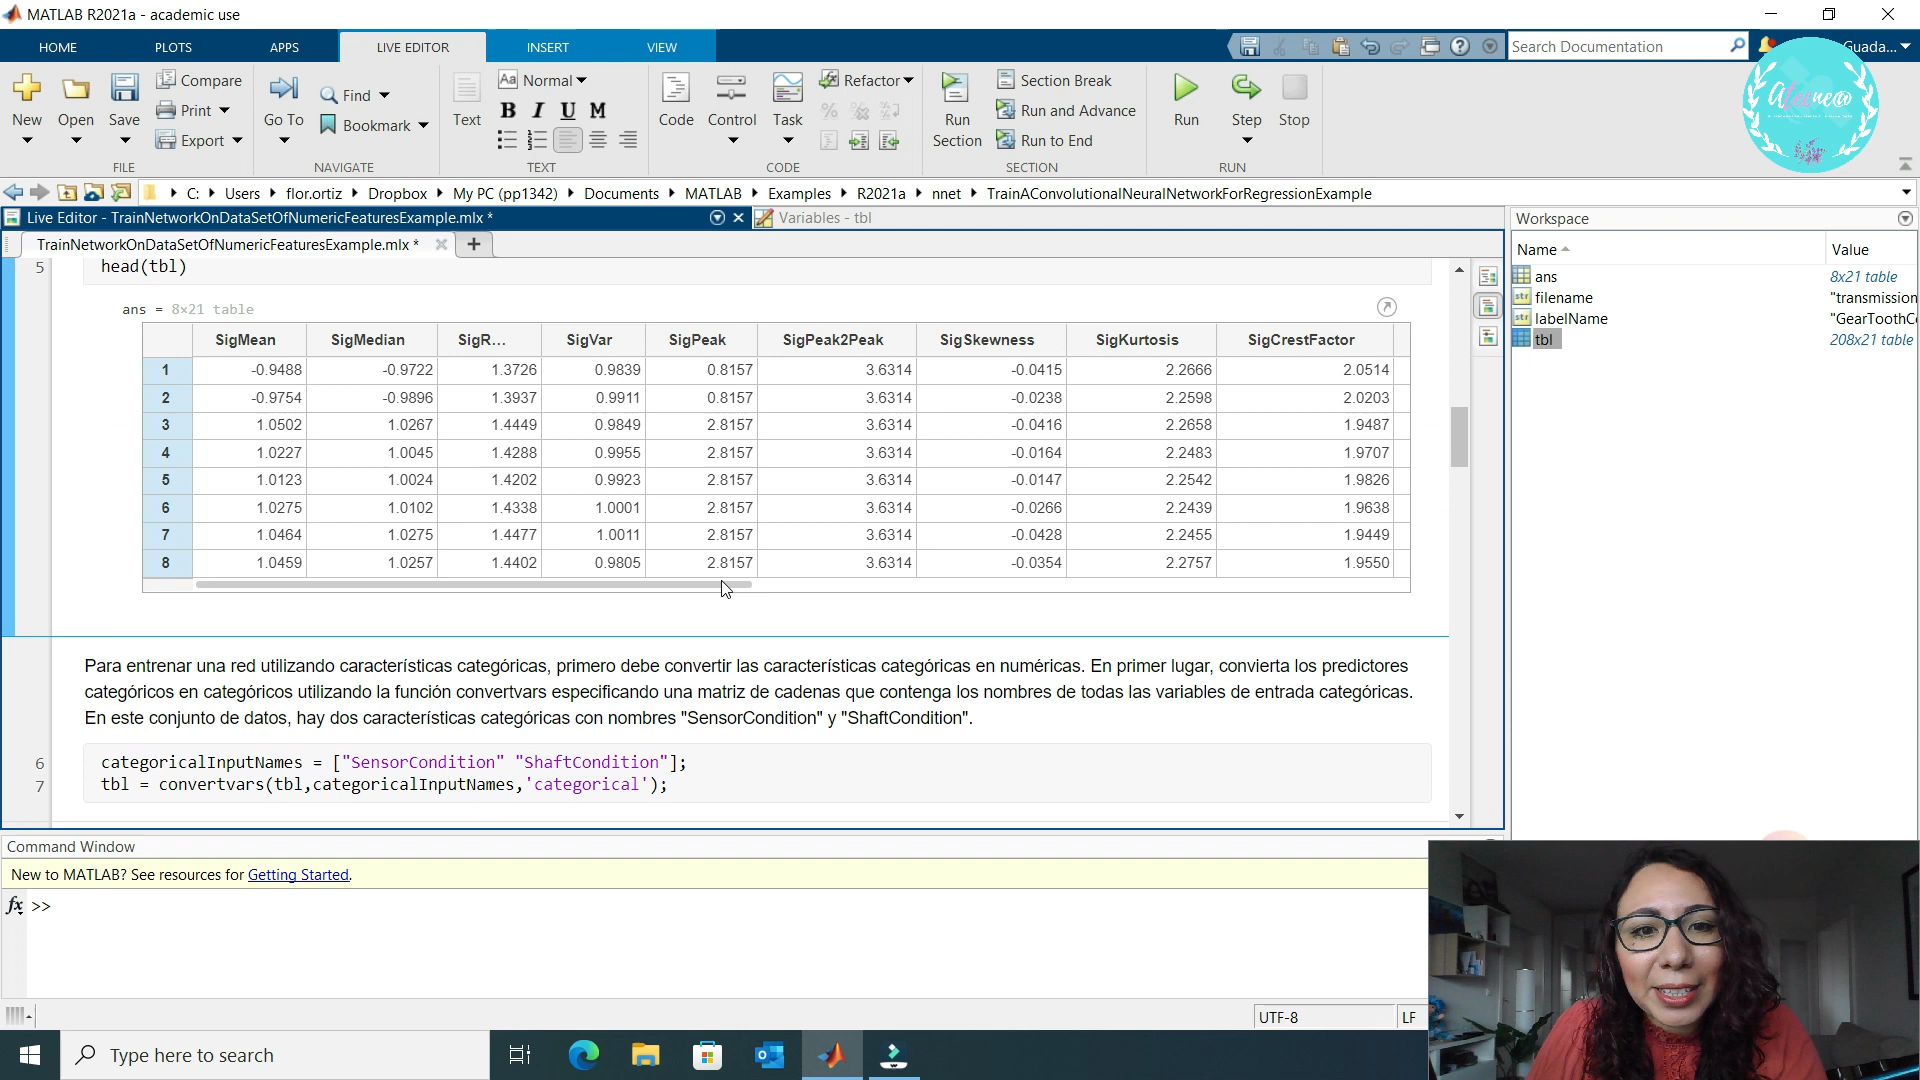 MATLAB R2021a - academic use
HOME PLOTS APPS LIVE EDITOR INSERT VIEW
Search Documentation
Guada...
Ateneo
New Open Save Compare Print Export
Go To Find Bookmark
Text Normal
B I U M
Code Control Task Refactor
Run Section
Section Break
Run and Advance
Run to End
Run Step Stop
FILE NAVIGATE TEXT CODE SECTION RUN
C: Users flor.ortiz Dropbox My PC (pp1342) Documents MATLAB Examples R2021a nnet TrainAConvolutionalNeuralNetworkForRegressionExample
Live Editor - TrainNetworkOnDataSetOfNumericFeaturesExample.mlx *
Variables - tbl
TrainNetworkOnDataSetOfNumericFeaturesExample.mlx *
5 head(tbl)
ans = 8×21 table
SigMean SigMedian SigR... SigVar SigPeak SigPeak2Peak SigSkewness SigKurtosis SigCrestFactor
1 -0.9488 -0.9722 1.3726 0.9839 0.8157 3.6314 -0.0415 2.2666 2.0514
2 -0.9754 -0.9896 1.3937 0.9911 0.8157 3.6314 -0.0238 2.2598 2.0203
3 1.0502 1.0267 1.4449 0.9849 2.8157 3.6314 -0.0416 2.2658 1.9487
4 1.0227 1.0045 1.4288 0.9955 2.8157 3.6314 -0.0164 2.2483 1.9707
5 1.0123 1.0024 1.4202 0.9923 2.8157 3.6314 -0.0147 2.2542 1.9826
6 1.0275 1.0102 1.4338 1.0001 2.8157 3.6314 -0.0266 2.2439 1.9638
7 1.0464 1.0275 1.4477 1.0011 2.8157 3.6314 -0.0428 2.2455 1.9449
8 1.0459 1.0257 1.4402 0.9805 2.8157 3.6314 -0.0354 2.2757 1.9550
Para entrenar una red utilizando características categóricas, primero debe convertir las características categóricas en numéricas. En primer lugar, convierta los predictores
categóricos en categóricos utilizando la función convertvars especificando una matriz de cadenas que contenga los nombres de todas las variables de entrada categóricas.
En este conjunto de datos, hay dos características categóricas con nombres "SensorCondition" y "ShaftCondition".
6 categoricalInputNames = ["SensorCondition" "ShaftCondition"];
7 tbl = convertvars(tbl,categoricalInputNames,'categorical');
Workspace
Name Value
ans 8x21 table
filename "transmission
labelName "GearToothCo
tbl 208x21 table
Command Window
New to MATLAB? See resources for Getting Started.
fx >>
UTF-8 LF
Type here to search